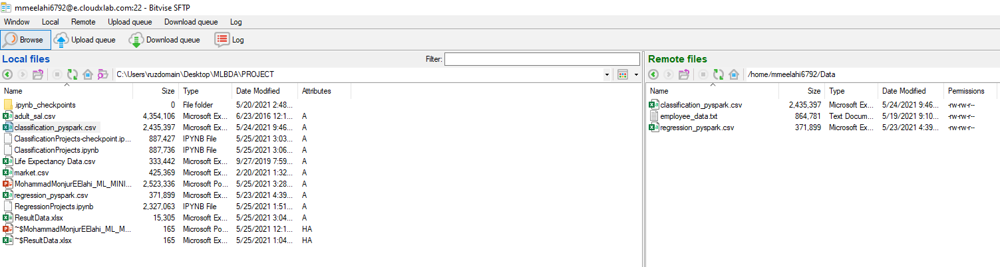 mmeelahi6792@e.cloudxlab.com:22 - Bitvise SFTP
Window Local Remote Upload queue Download queue Log
Browse Upload queue Download queue Log
Local files Filter: Remote files
C:\Users\ruzdomain\Desktop\MLBDA\PROJECT /home/mmeelahi6792/Data
Name Size Type Date Modified Attributes Name Size Type Date Modified Permissions
.ipynb_checkpoints 0 File folder 5/20/2021 2:48... classification_pyspark.csv 2,435,397 Microsoft Ex... 5/24/2021 9:46... -rw-rw-r--
adult_sal.csv 4,354,106 Microsoft Ex... 6/23/2016 12:1... A employee_data.txt 864,781 Text Docum... 5/19/2021 9:10... -rw-rw-r--
classification_pyspark.csv 2,435,397 Microsoft Ex... 5/24/2021 9:46... A regression_pyspark.csv 371,899 Microsoft Ex... 5/23/2021 4:39... -rw-rw-r--
ClassificationProjects-checkpoint.ip... 887,427 IPYNB File 5/25/2021 3:03... A
ClassificationProjects.ipynb 887,736 IPYNB File 5/25/2021 3:06... A
Life Expectancy Data.csv 333,442 Microsoft Ex... 9/27/2019 7:59... A
market.csv 425,369 Microsoft Ex... 2/20/2021 1:32... A
MohammadMonjurEElahi_ML_MINI... 2,523,336 Microsoft Po... 5/25/2021 3:28... A
regression_pyspark.csv 371,899 Microsoft Ex... 5/23/2021 4:39... A
RegressionProjects.ipynb 2,327,063 IPYNB File 5/25/2021 1:51... A
ResultData.xlsx 15,305 Microsoft Ex... 5/25/2021 3:04... A
~$MohammadMonjurEElahi_ML_M... 165 Microsoft Po... 5/25/2021 12:1... HA
~$ResultData.xlsx 165 Microsoft Ex... 5/25/2021 1:04... HA